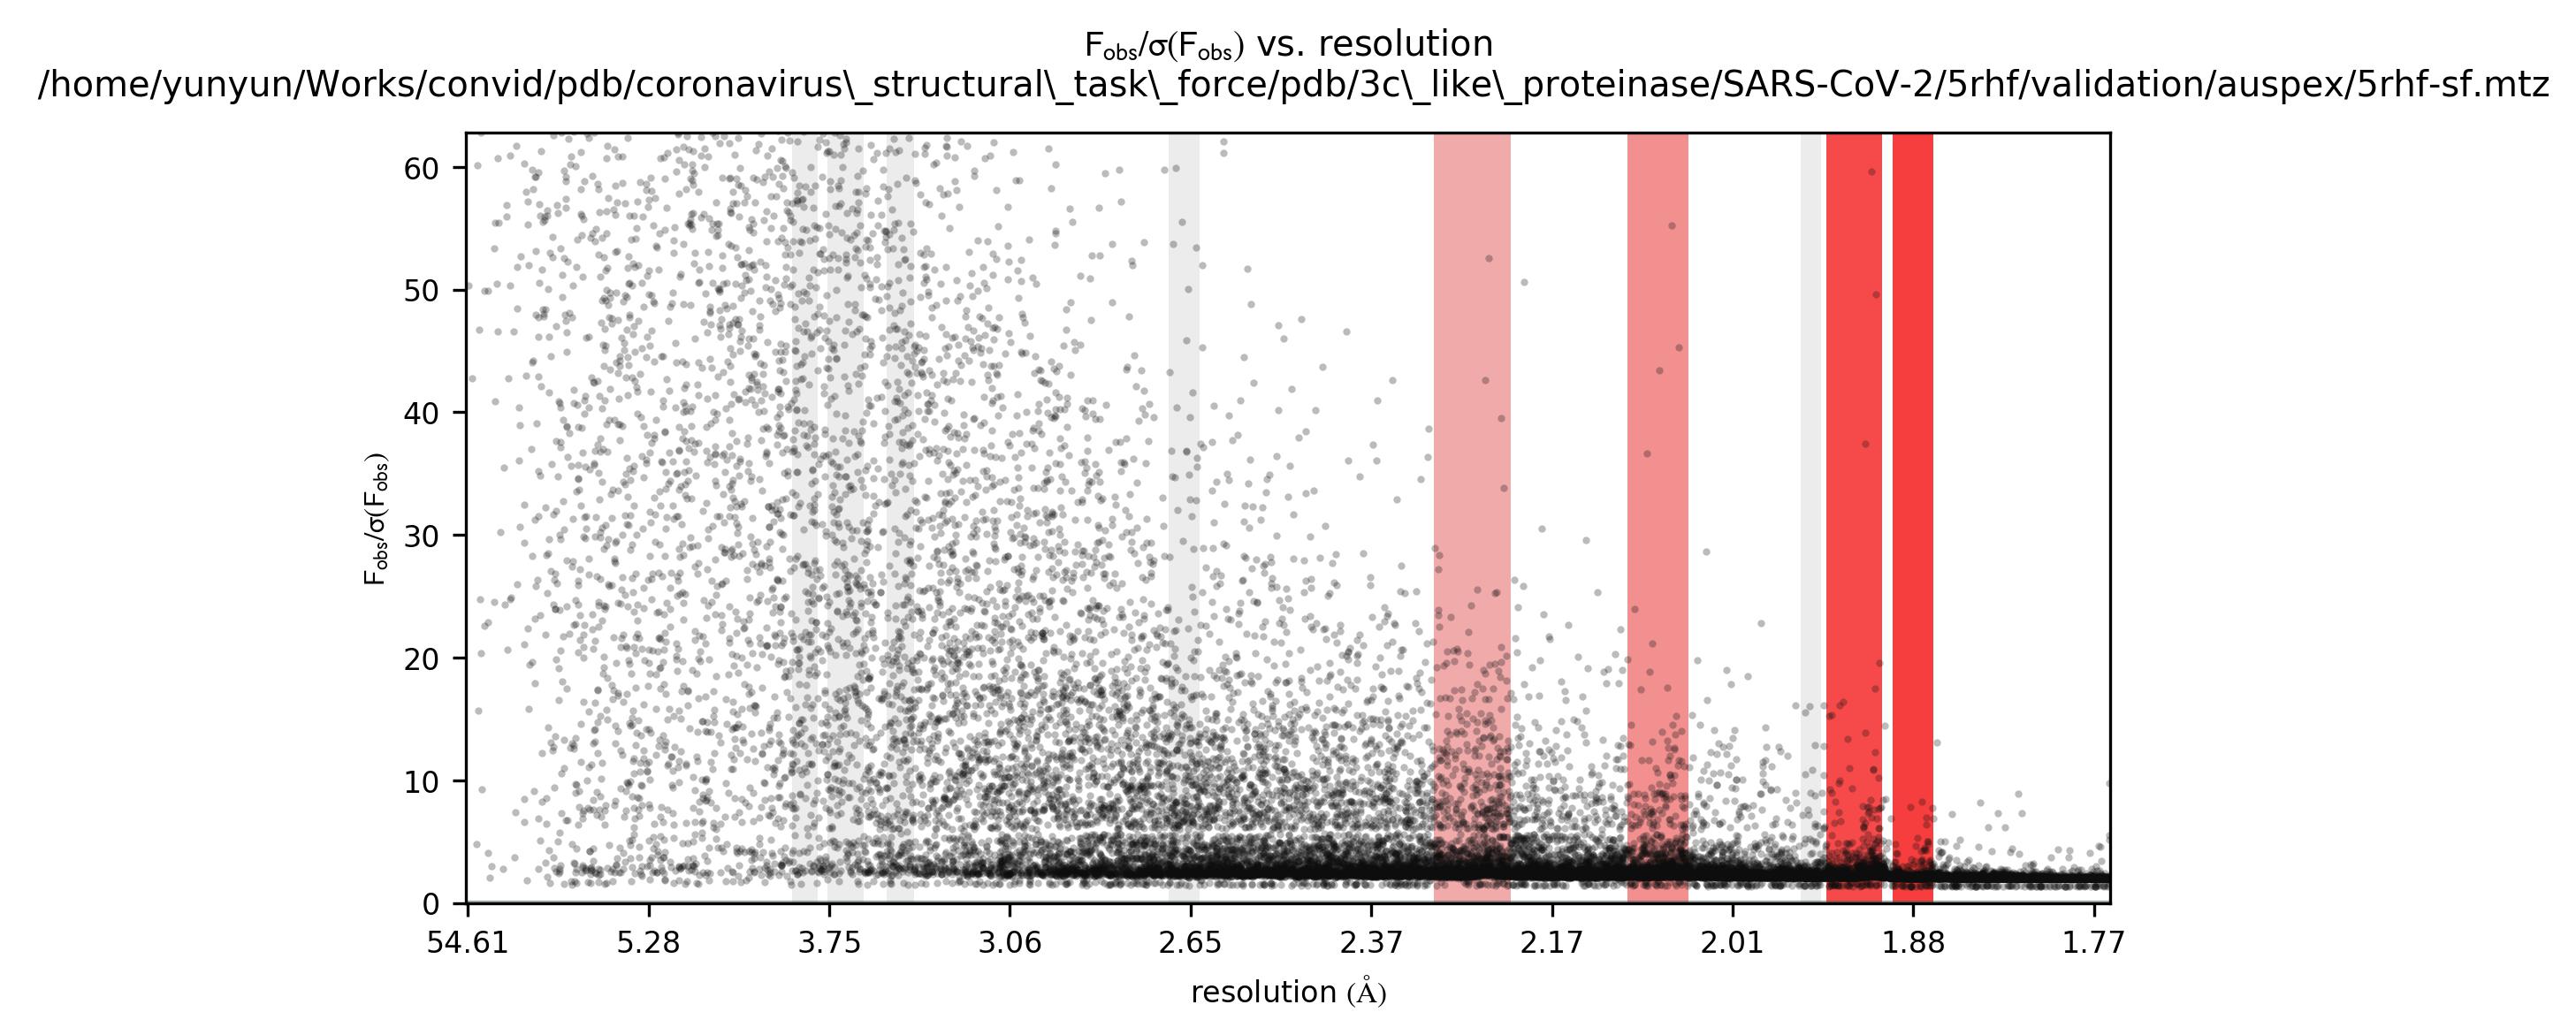 Fobs/σ(Fobs) vs. resolution
/home/yunyun/Works/convid/pdb/coronavirus\_structural\_task\_force/pdb/3c\_like\_proteinase/SARS-CoV-2/5rhf/validation/auspex/5rhf-sf.mtz
Fobs/σ(Fobs)
60
50
40
30
20
10
0
54.61 5.28 3.75 3.06 2.65 2.37 2.17 2.01 1.88 1.77
resolution (Å)